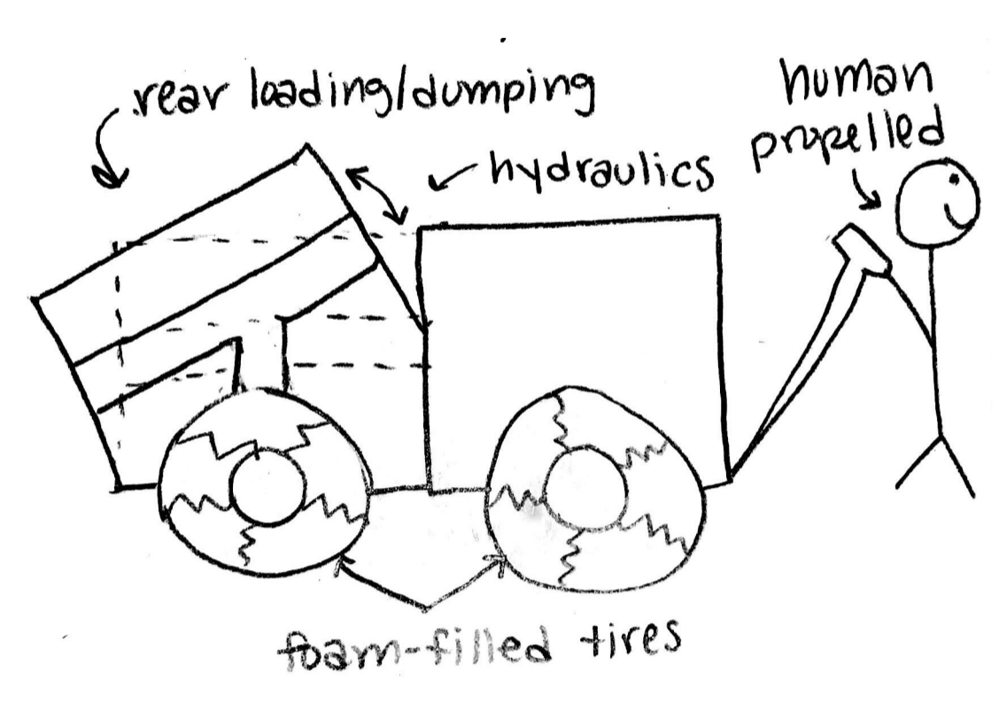 rear loading/dumping
human
propelled
hydraulics
foam-filled tires